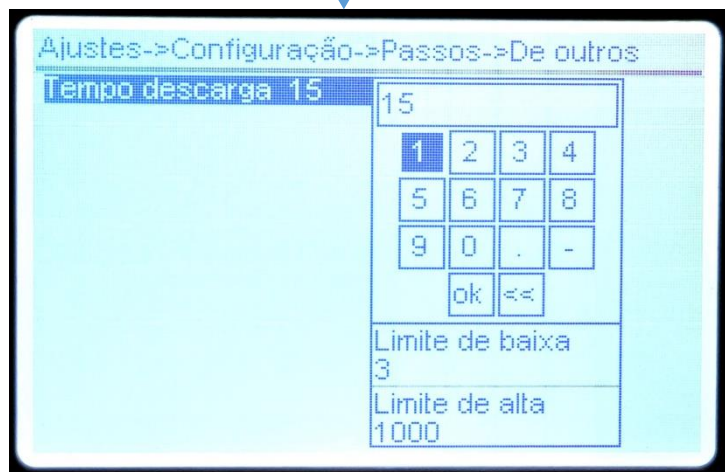 Ajustes->Configuração->Passos->De outros
Tempo descarga 15
15
1 2 3 4
5 6 7 8
9 0 . -
ok <<
Limite de baixa
3
Limite de alta
1000